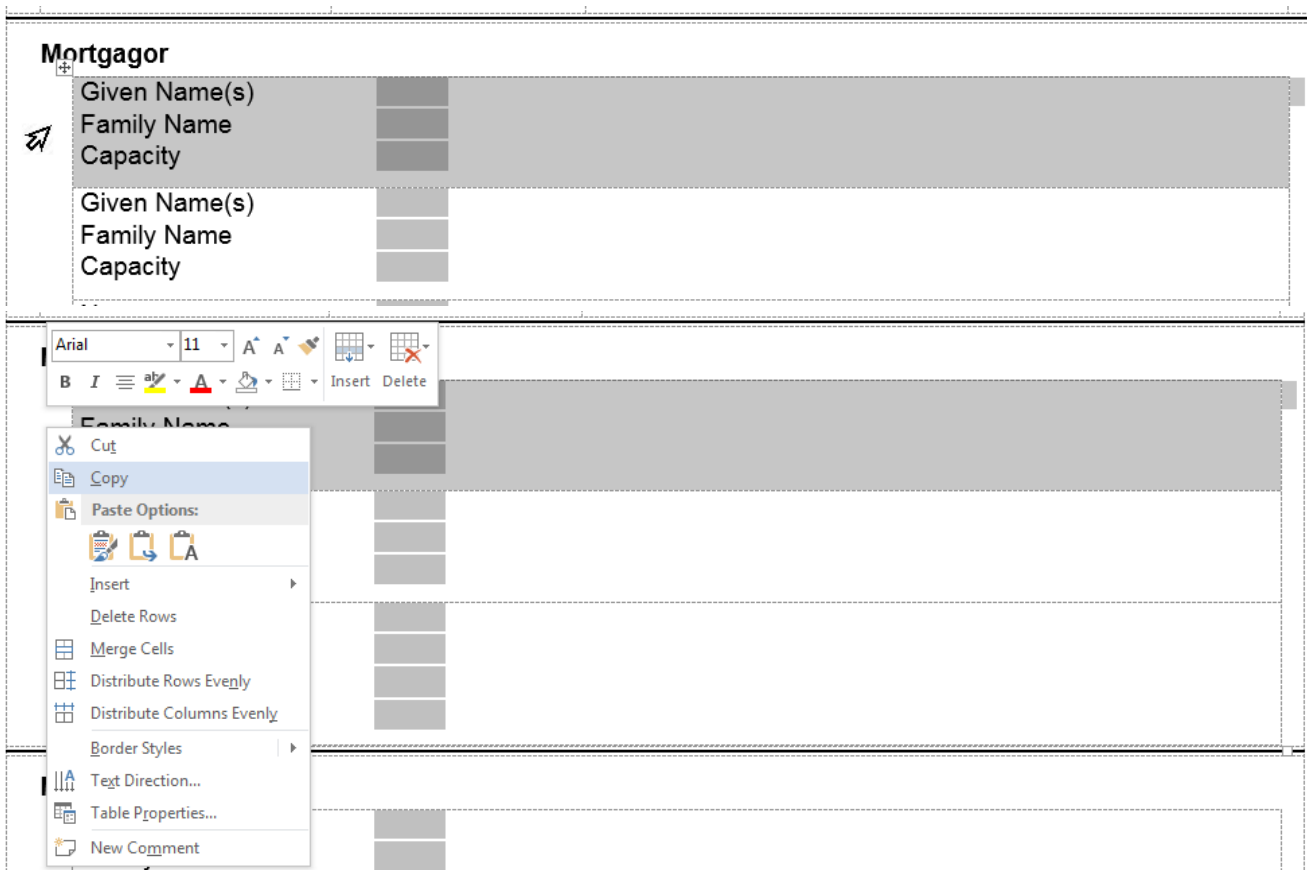 Mortgagor
Given Name(s)
Family Name
Capacity
Given Name(s)
Family Name
Capacity
Arial 11 A A
B I ab A Insert Delete
Family Name
Cut
Copy
Paste Options:
A
Insert
Delete Rows
Merge Cells
Distribute Rows Evenly
Distribute Columns Evenly
Border Styles
Text Direction...
Table Properties...
New Comment